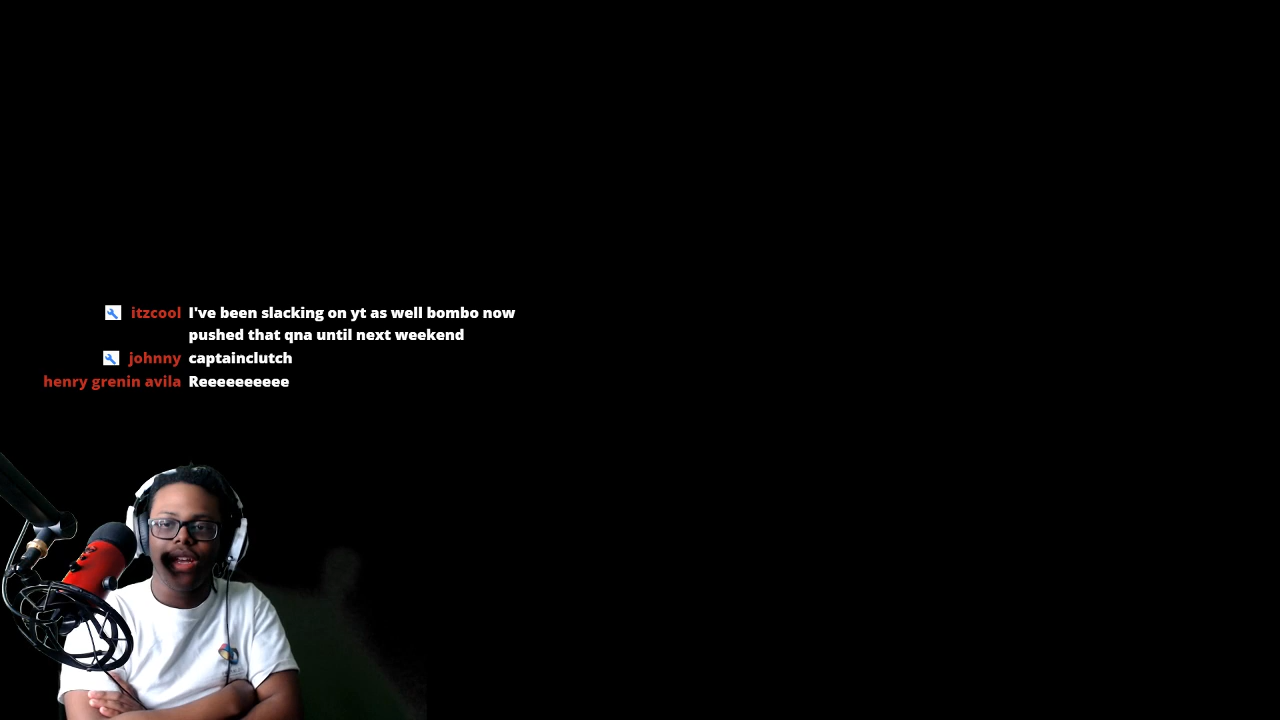 itzcool I've been slacking on yt as well bombo now
pushed that qna until next weekend
johnny captainclutch
henry grenin avila Reeeeeeeeee